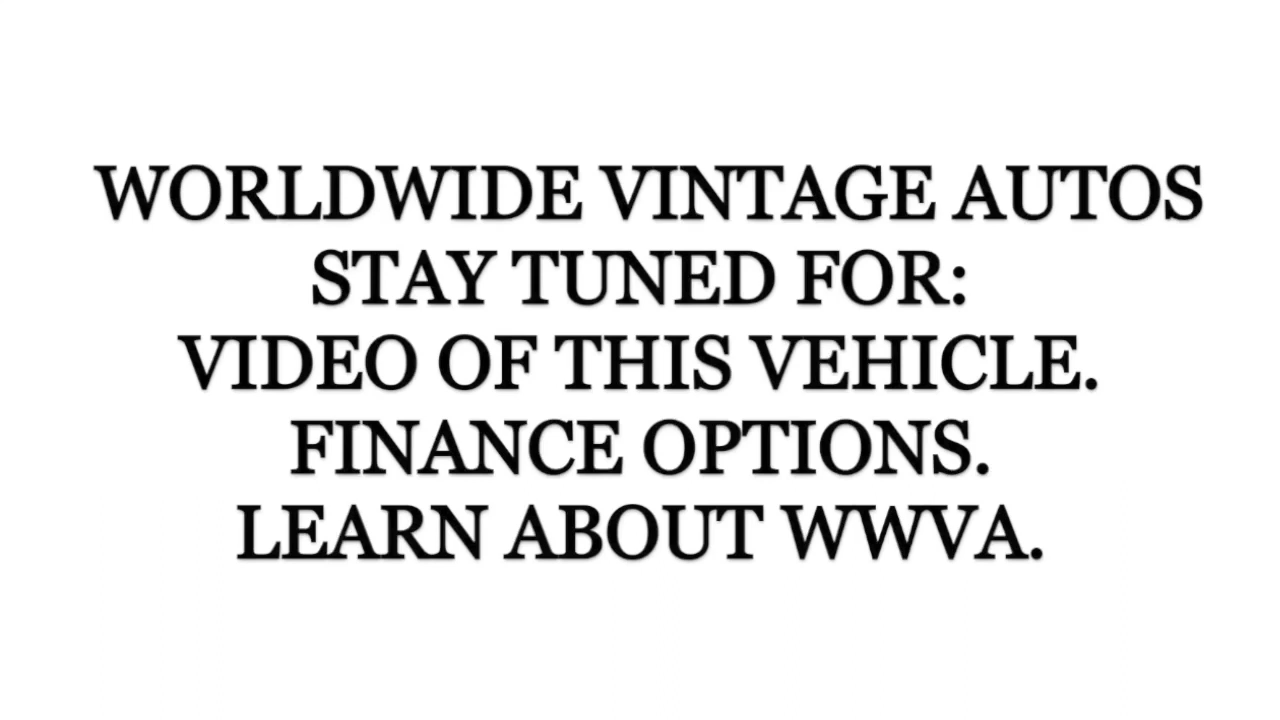 WORLDWIDE VINTAGE AUTOS
STAY TUNED FOR:
VIDEO OF THIS VEHICLE.
FINANCE OPTIONS.
LEARN ABOUT WWVA.